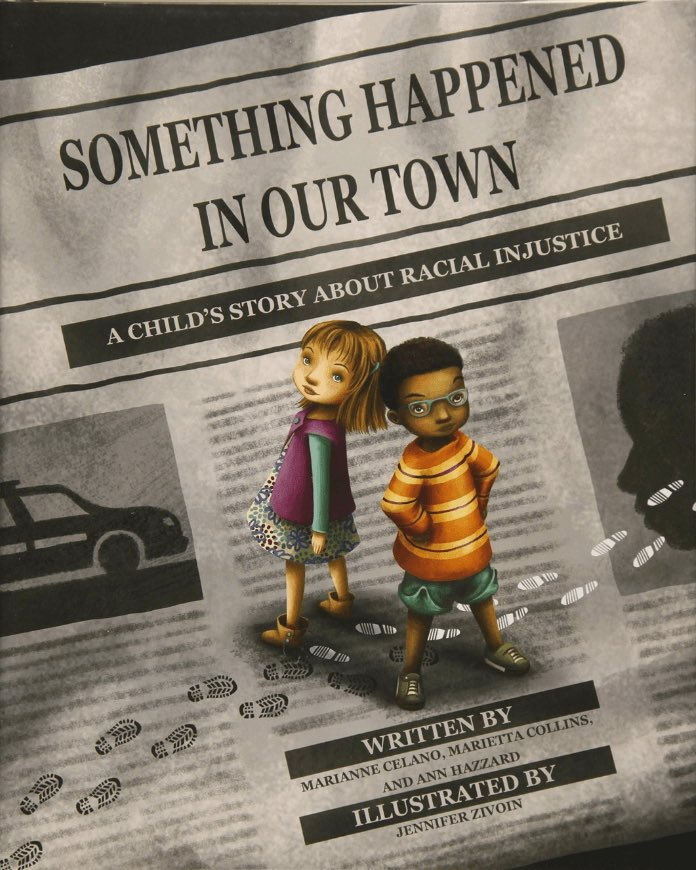 SOMETHING HAPPENED
IN OUR TOWN
A CHILD'S STORY ABOUT RACIAL INJUSTICE
WRITTEN BY
MARIANNE CELANO, MARIETTA COLLINS,
AND ANN HAZZARD
ILLUSTRATED BY
JENNIFER ZIVOIN